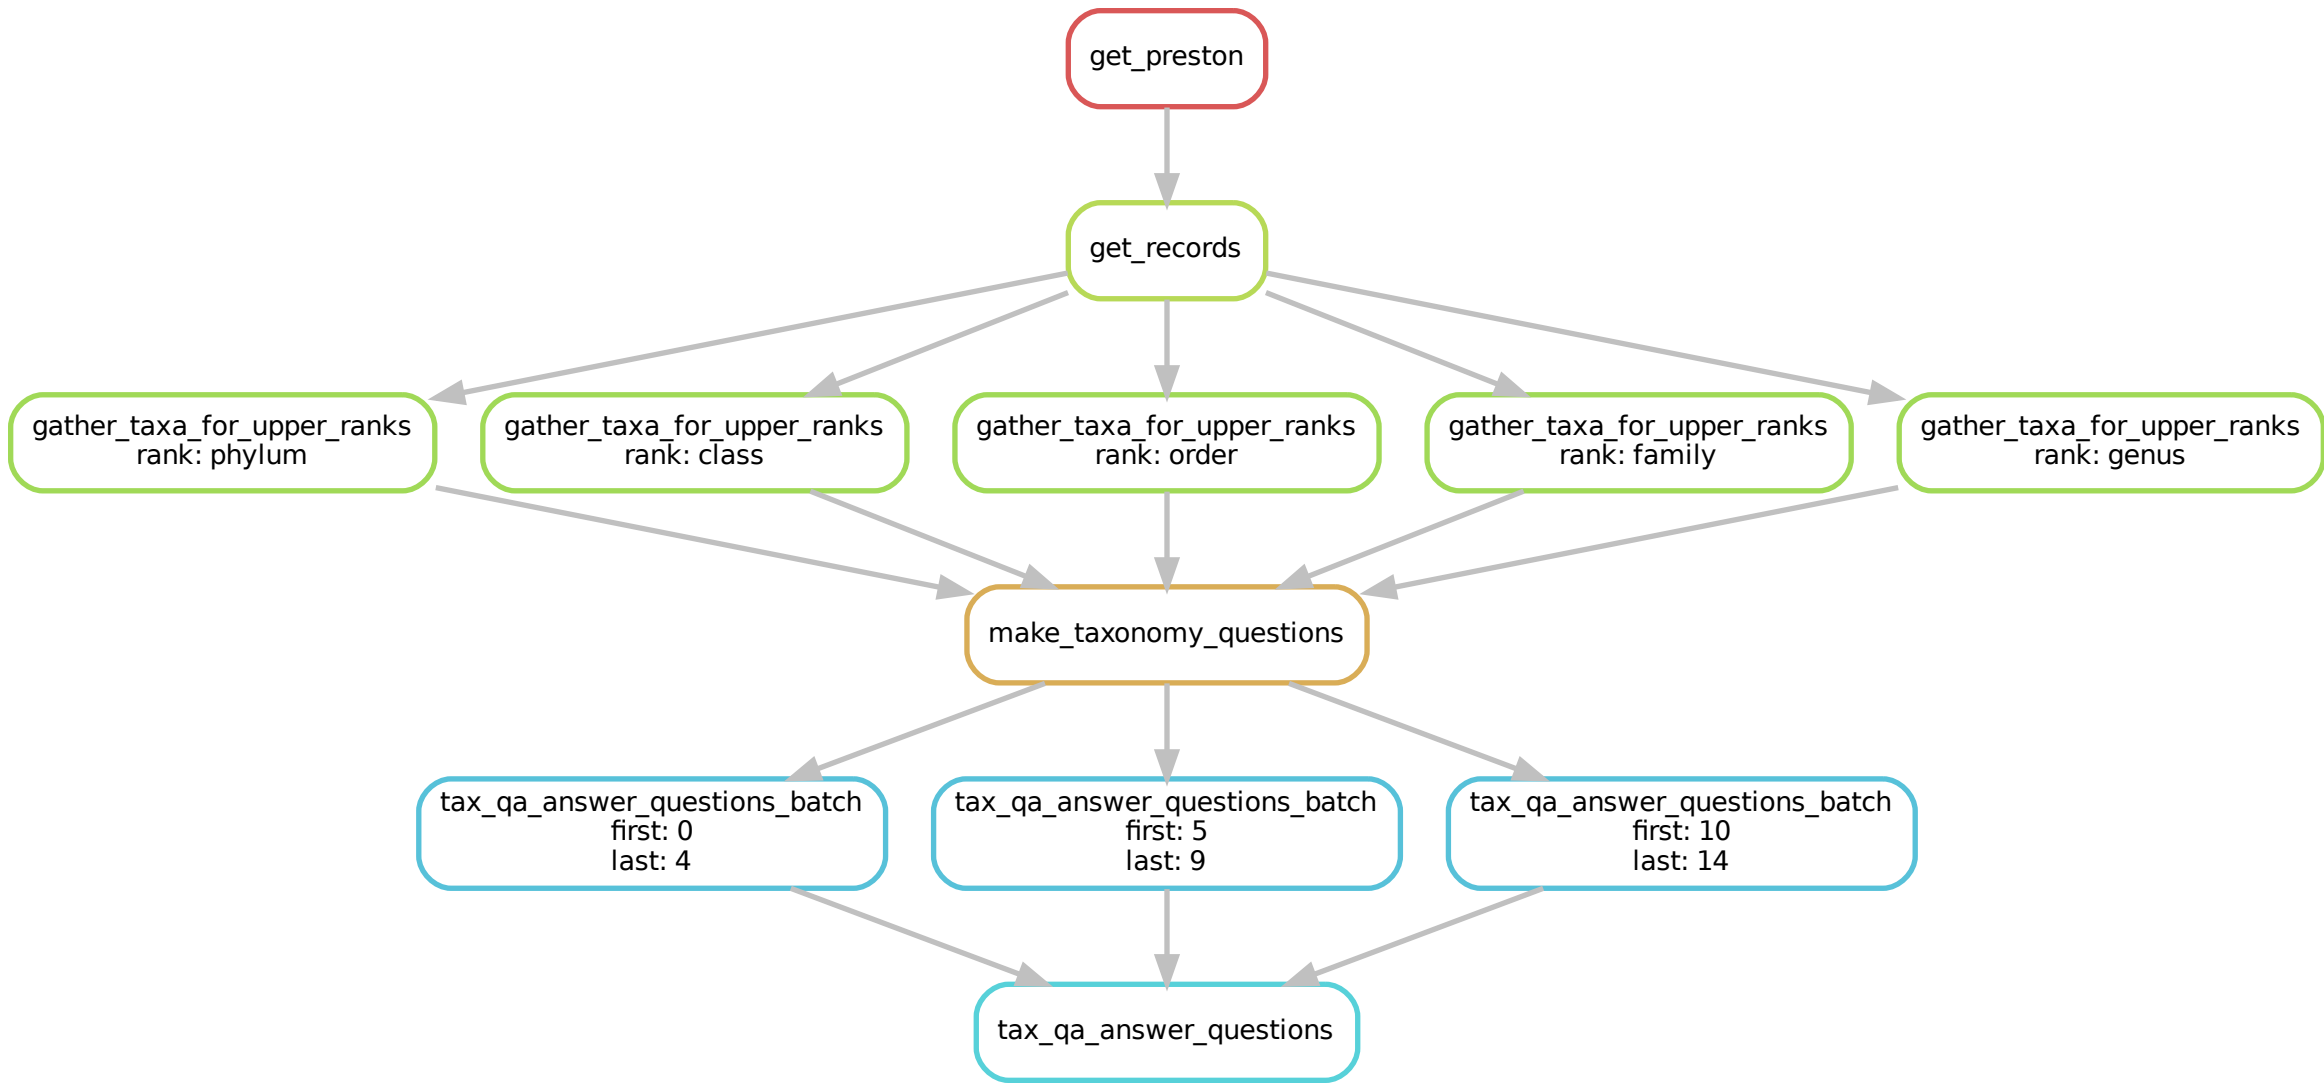 get_preston
get_records
gather_taxa_for_upper_ranks
rank: phylum
gather_taxa_for_upper_ranks
rank: class
gather_taxa_for_upper_ranks
rank: order
gather_taxa_for_upper_ranks
rank: family
gather_taxa_for_upper_ranks
rank: genus
make_taxonomy_questions
tax_qa_answer_questions_batch
first: 0
last: 4
tax_qa_answer_questions_batch
first: 5
last: 9
tax_qa_answer_questions_batch
first: 10
last: 14
tax_qa_answer_questions